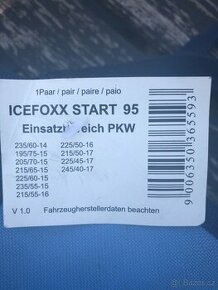 1Paar / pair / paire / paio
ICEFOXX START 95
Einsatzbereich PKW
235/60-14 225/50-16
195/75-15 215/50-17
205/70-15 225/45-17
215/65-15 245/40-17
225/60-15
235/55-15
215/55-16
V 1.0 Fahrzeugherstellerdaten beachten
9006350365593